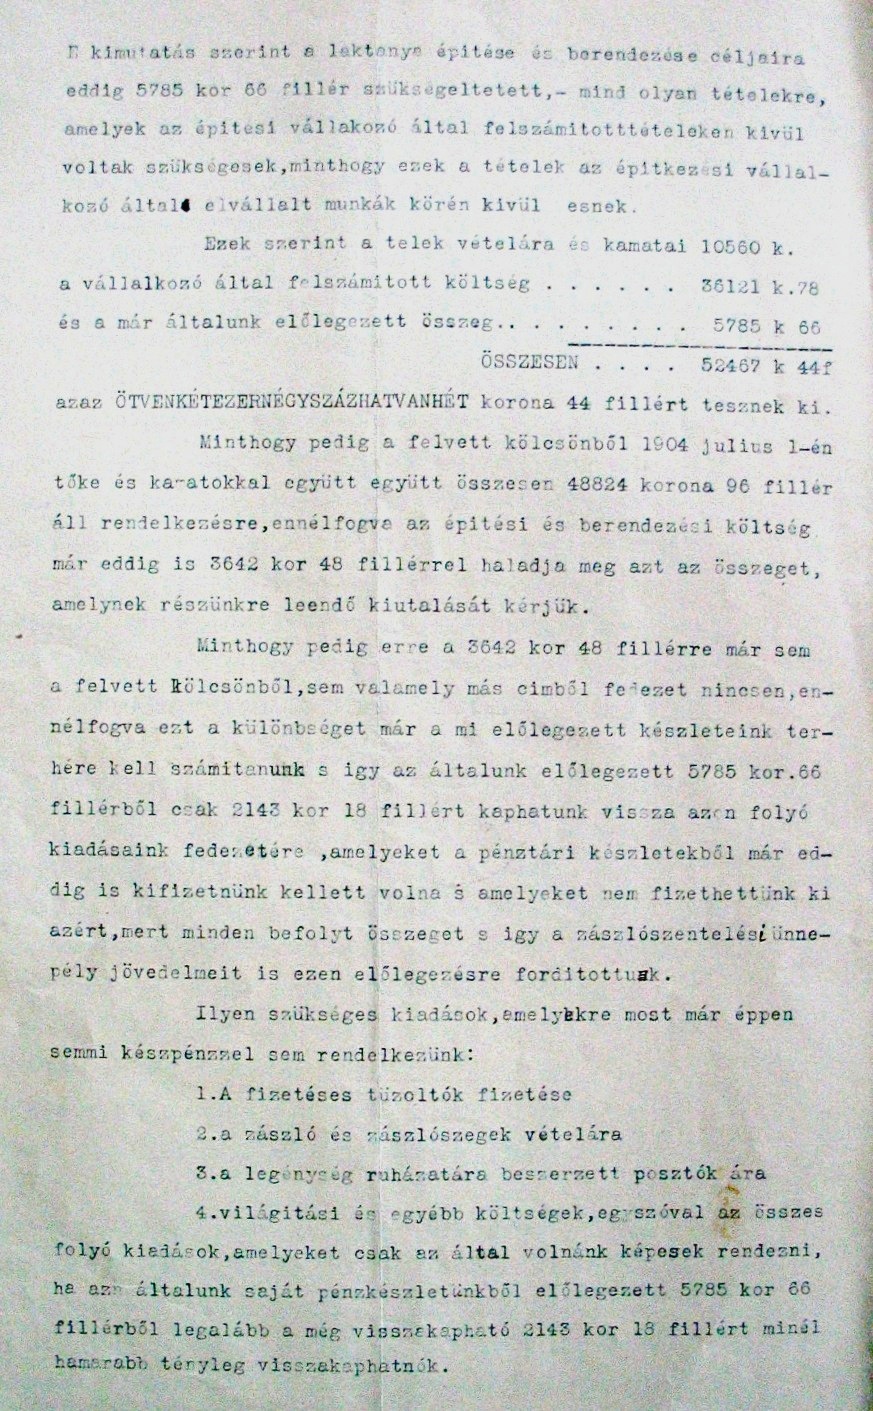 E kimutatás szerint a laktanya épitése és berendezése céljaira
eddig 5785 kor 66 fillér szükségeltetett,- mind olyan tételekre,
amelyek az épitési vállakozó által felszámitotttételeken kivül
voltak szükségesek,minthogy ezek a tételek az épitkezési vállal-
kozó által elvállalt munkák körén kivül esnek.
Ezek szerint a telek vételára és kamatai 10560 k.
a vállalkozó által felszámitott költség . . . . . . 36121 k.78
és a már általunk előlegezett összeg.. . . . . . . . . 5785 k 66
ÖSSZESEN . . . . 52467 k 44f
azaz ÖTVENKÉTEZERNÉGYSZÁZHATVANHÉT korona 44 fillért tesznek ki.
Minthogy pedig a felvett kölcsönből 1904 julius 1-én
tőke és kamatokkal együtt együtt összesen 48824 korona 96 fillér
áll rendelkezésre,ennélfogva az épitési és berendezési költség
már eddig is 3642 kor 48 fillérrel haladja meg azt az összeget,
amelynek részünkre leendő kiutalását kérjük.
Minthogy pedig erre a 3642 kor 48 fillérre már sem
a felvett kölcsönből,sem valamely más cimből fedezet nincsen,en-
nélfogva ezt a különbséget már a mi előlegezett készleteink ter-
hére kell számitanunk s igy az általunk előlegezett 5785 kor.66
fillérből csak 2143 kor 18 fillért kaphatunk vissza azon folyó
kiadásaink fedezetére ,amelyeket a pénztári készletekből már ed-
dig is kifizetnünk kellett volna s amelyeket nem fizethettünk ki
azért,mert minden befolyt összeget s igy a zászlószentelésiünne-
pély jövedelmeit is ezen előlegezésre forditottuk.
Ilyen szükséges kiadások,amelyekre most már éppen
semmi készpénzzel sem rendelkezünk:
1.A fizetéses tüzoltók fizetése
2.a zászló és zászlószegek vételára
3.a legénység ruházatára beszerzett posztók ára
4.világitási és egyébb költségek,egyszóval az összes
folyó kiadások,amelyeket csak az által volnánk képesek rendezni,
ha az általunk saját pénzkészletünkből előlegezett 5785 kor 66
fillérből legalább a még visszakapható 2143 kor 18 fillért minél
hamarabb tényleg visszakaphatnók.